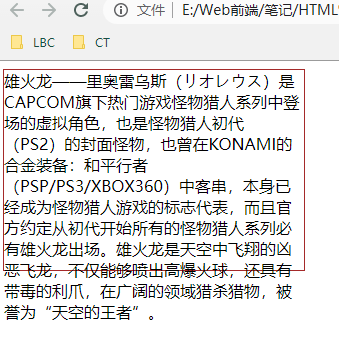 文件 E:/Web前端/笔记/HTML
LBC CT
雄火龙——里奥雷乌斯（リオレウス）是
CAPCOM旗下热门游戏怪物猎人系列中登
场的虚拟角色，也是怪物猎人初代
（PS2）的封面怪物，也曾在KONAMI的
合金装备：和平行者
（PSP/PS3/XBOX360）中客串，本身已
经成为怪物猎人游戏的标志代表，而且官
方约定从初代开始所有的怪物猎人系列必
有雄火龙出场。雄火龙是天空中飞翔的凶
恶飞龙，不仅能够喷出高爆火球，还具有
带毒的利爪，在广阔的领域猎杀猎物，被
誉为“天空的王者”。